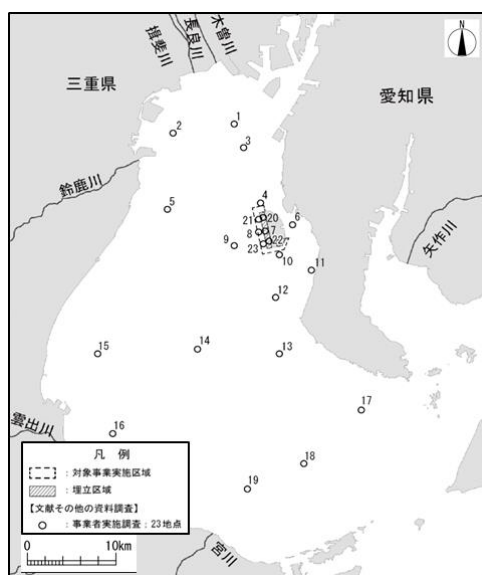 木曽川
長良川
揖斐川
N
三重県
愛知県
1
2
3
鈴鹿川
4
5
21
20
6
矢作川
8
7
9
23
22
10
11
12
14
13
15
17
雲出川
16
18
19
凡 例
：対象事業実施区域
：埋立区域
【文献その他の資料調査】
：事業者実施調査：23地点
0 10km
宮川